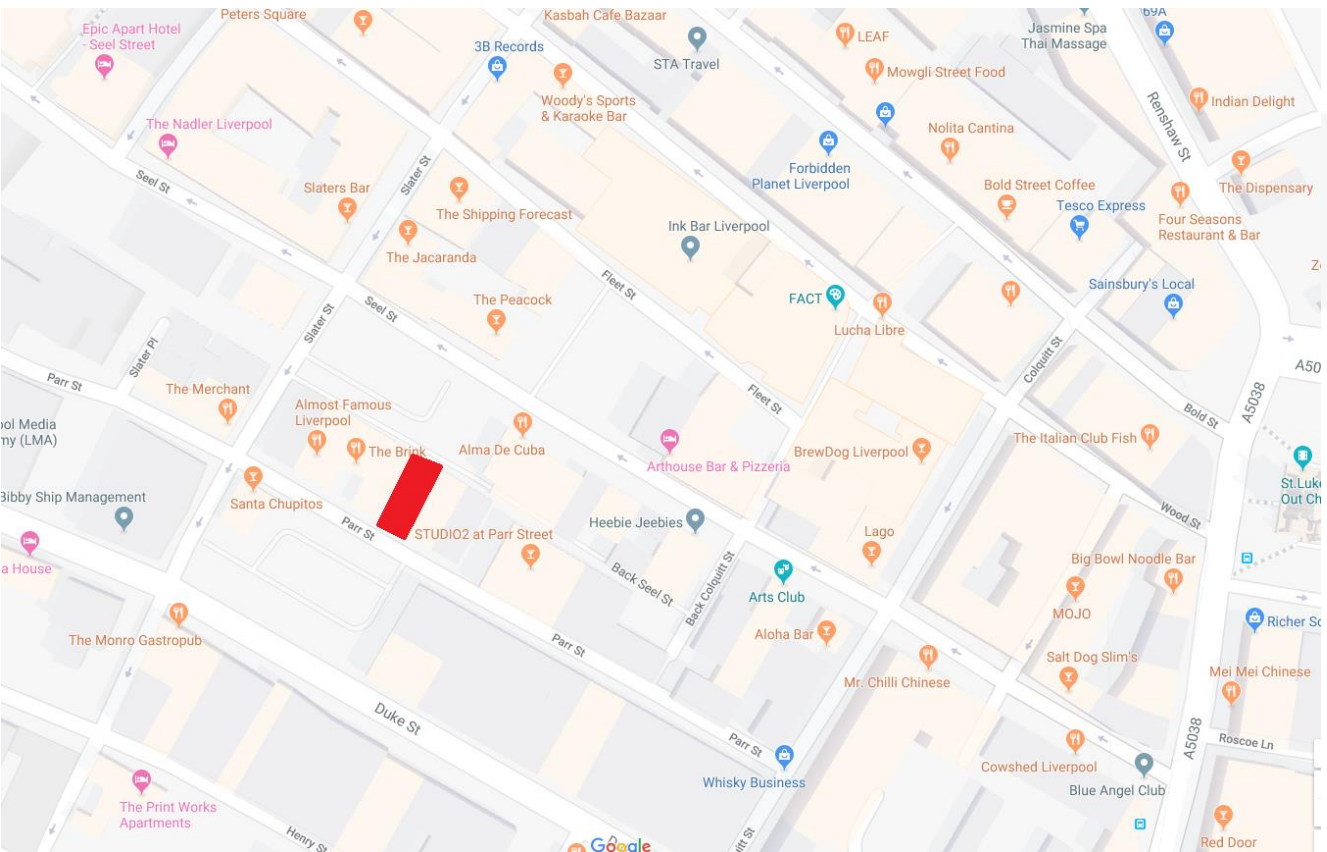 Peters Square
Kasbah Cafe Bazaar
69A
Epic Apart Hotel
- Seel Street
3B Records
LEAF
Jasmine Spa
Thai Massage
STA Travel
Mowgli Street Food
Woody's Sports
& Karaoke Bar
Indian Delight
Renshaw St
The Nadler Liverpool
Nolita Cantina
Forbidden
Planet Liverpool
Slater St
Seel St
Slaters Bar
Bold Street Coffee
The Dispensary
Tesco Express
The Shipping Forecast
Four Seasons
Restaurant & Bar
Ink Bar Liverpool
The Jacaranda
Fleet St
Sainsbury's Local
The Peacock
FACT
Seel St
Slater St
Lucha Libre
Slater Pl
Colquitt St
A50
Parr St
The Merchant
Fleet St
A5038
Almost Famous
Liverpool
Bold St
ool Media
my (LMA)
The Brink
Alma De Cuba
The Italian Club Fish
BrewDog Liverpool
Arthouse Bar & Pizzeria
St.Luke
Out Ch
Bibby Ship Management
Santa Chupitos
Wood St
Parr St
STUDIO2 at Parr Street
Heebie Jeebies
Lago
a House
Big Bowl Noodle Bar
Back Seel St
Back Colquitt St
Arts Club
MOJO
Richer So
The Monro Gastropub
Parr St
Aloha Bar
Salt Dog Slim's
Mr. Chilli Chinese
Mei Mei Chinese
Duke St
Parr St
A5038
Roscoe Ln
Cowshed Liverpool
Whisky Business
Blue Angel Club
The Print Works
Apartments
Henry St
Google
itt St
Red Door